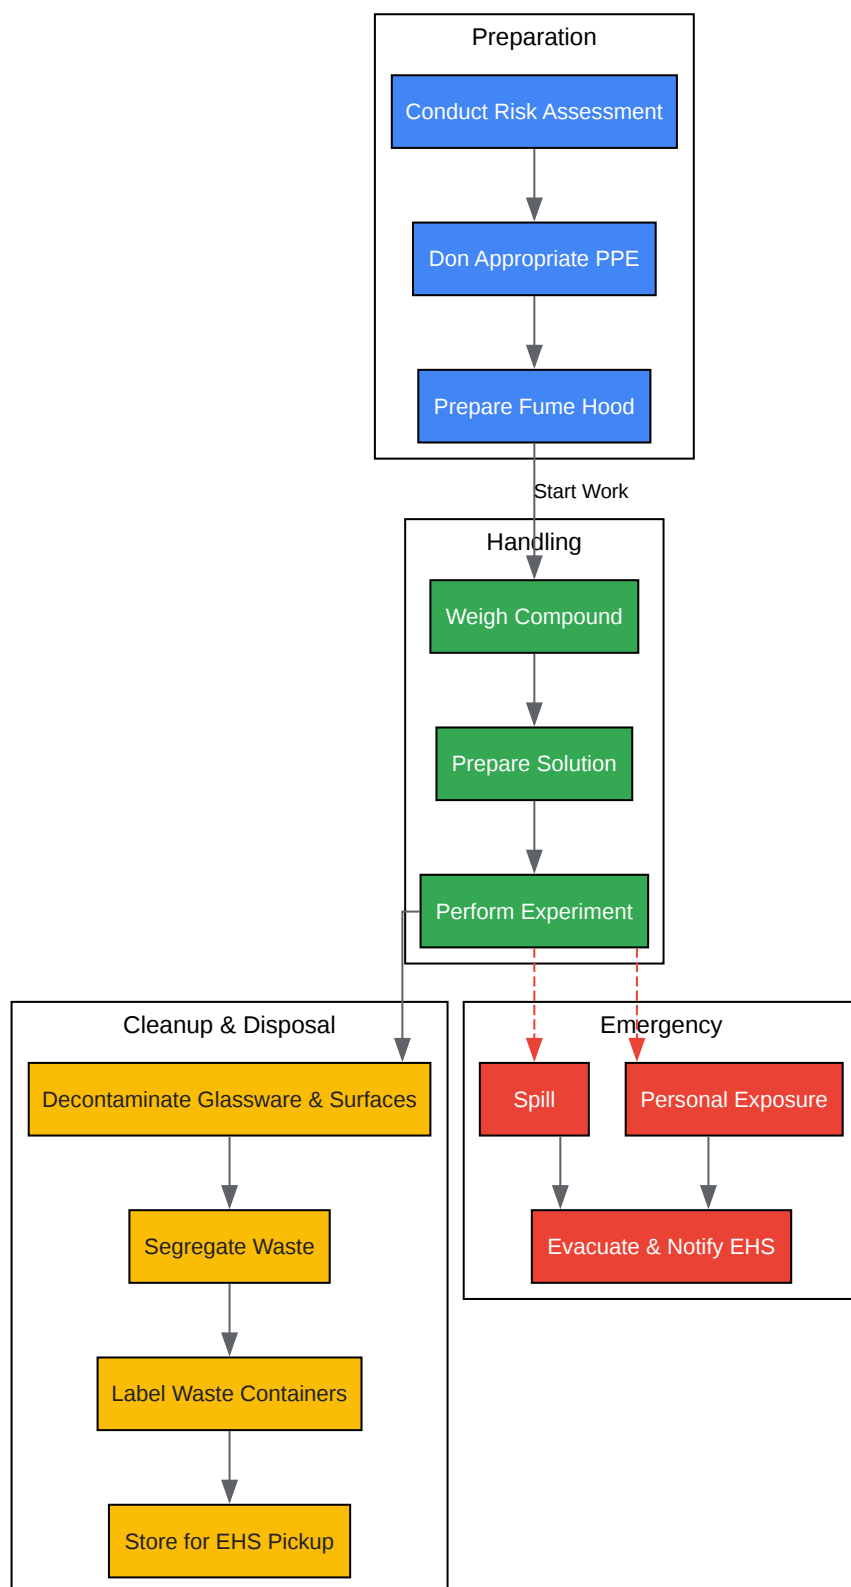 Preparation
Conduct Risk Assessment
Don Appropriate PPE
Prepare Fume Hood
Start Work
Handling
Weigh Compound
Prepare Solution
Perform Experiment
Cleanup & Disposal
Decontaminate Glassware & Surfaces
Segregate Waste
Label Waste Containers
Store for EHS Pickup
Emergency
Spill
Personal Exposure
Evacuate & Notify EHS